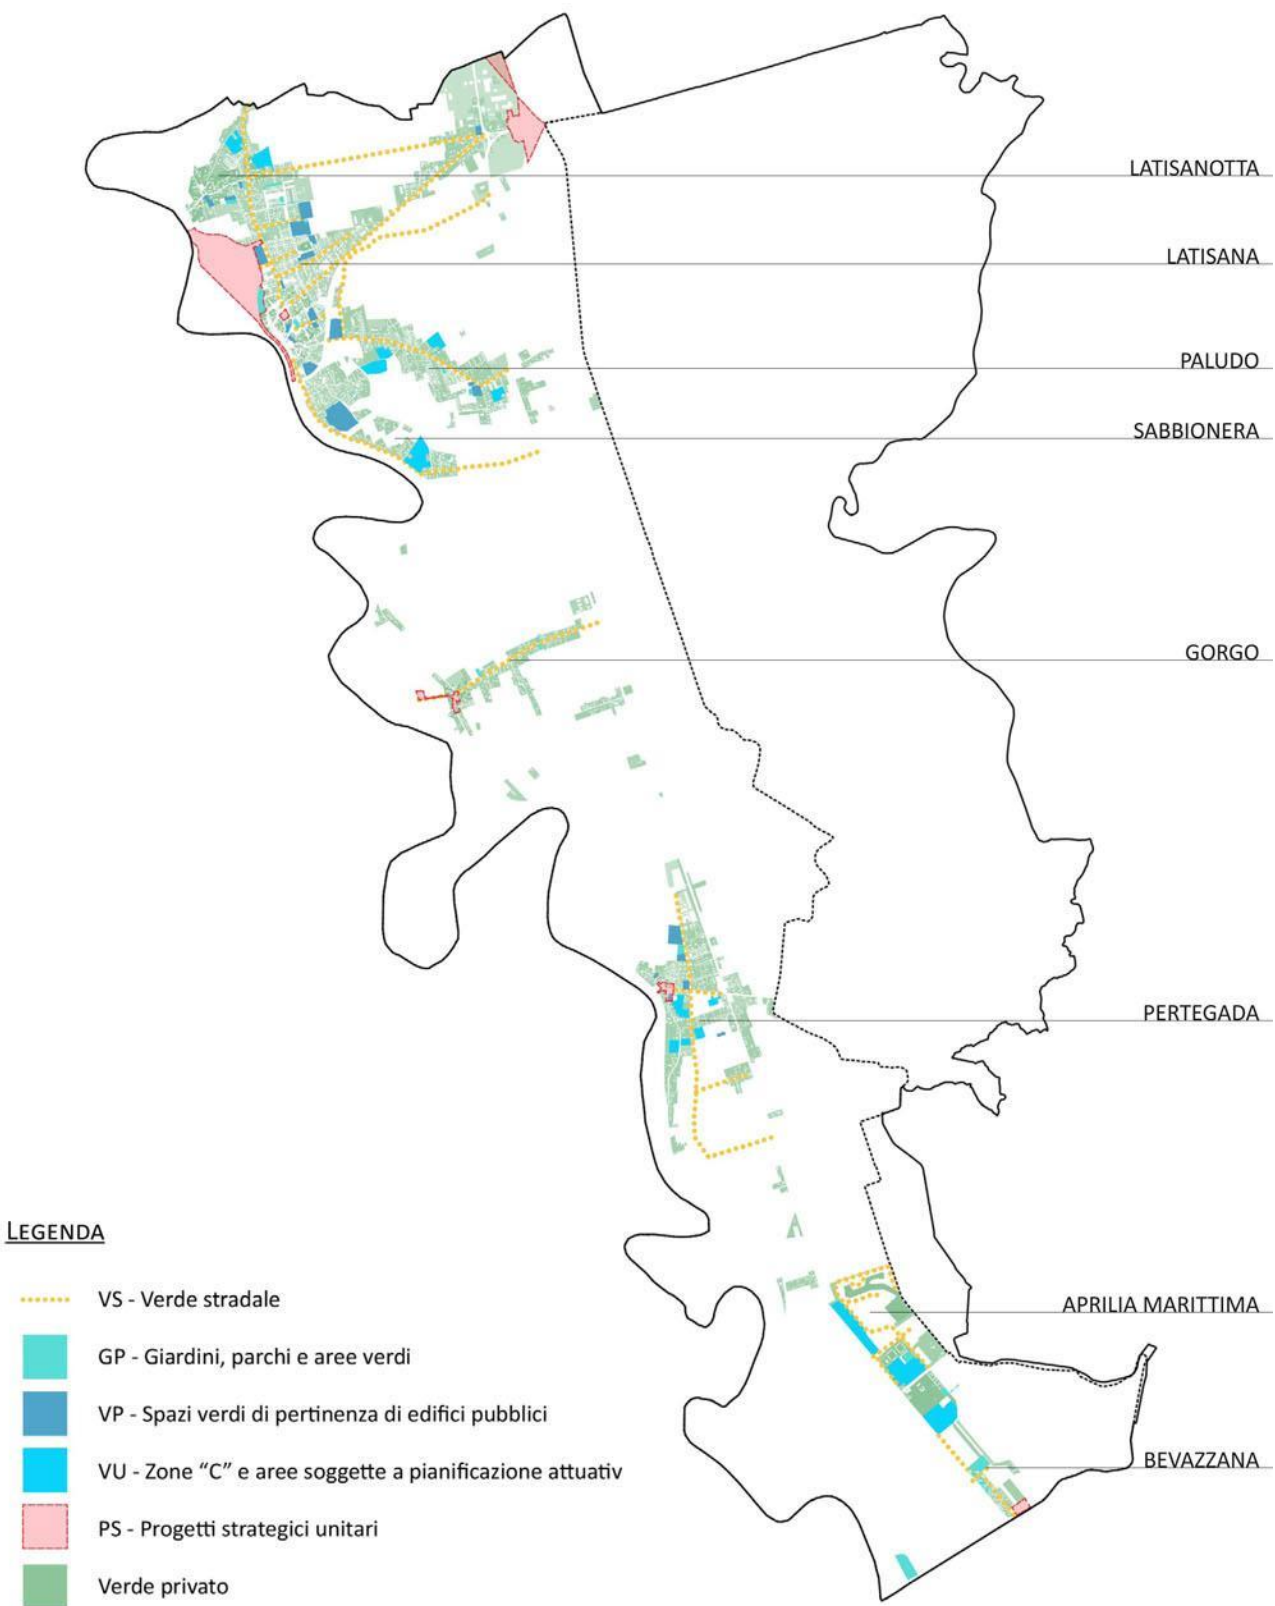 LATISANOTTA
LATISANA
PALUDO
SABBIONERA
GORGO
PERTEGADA
APRILIA MARITTIMA
BEVAZZANA
LEGENDA
VS - Verde stradale
GP - Giardini, parchi e aree verdi
VP - Spazi verdi di pertinenza di edifici pubblici
VU - Zone “C” e aree soggette a pianificazione attuativ
PS - Progetti strategici unitari
Verde privato